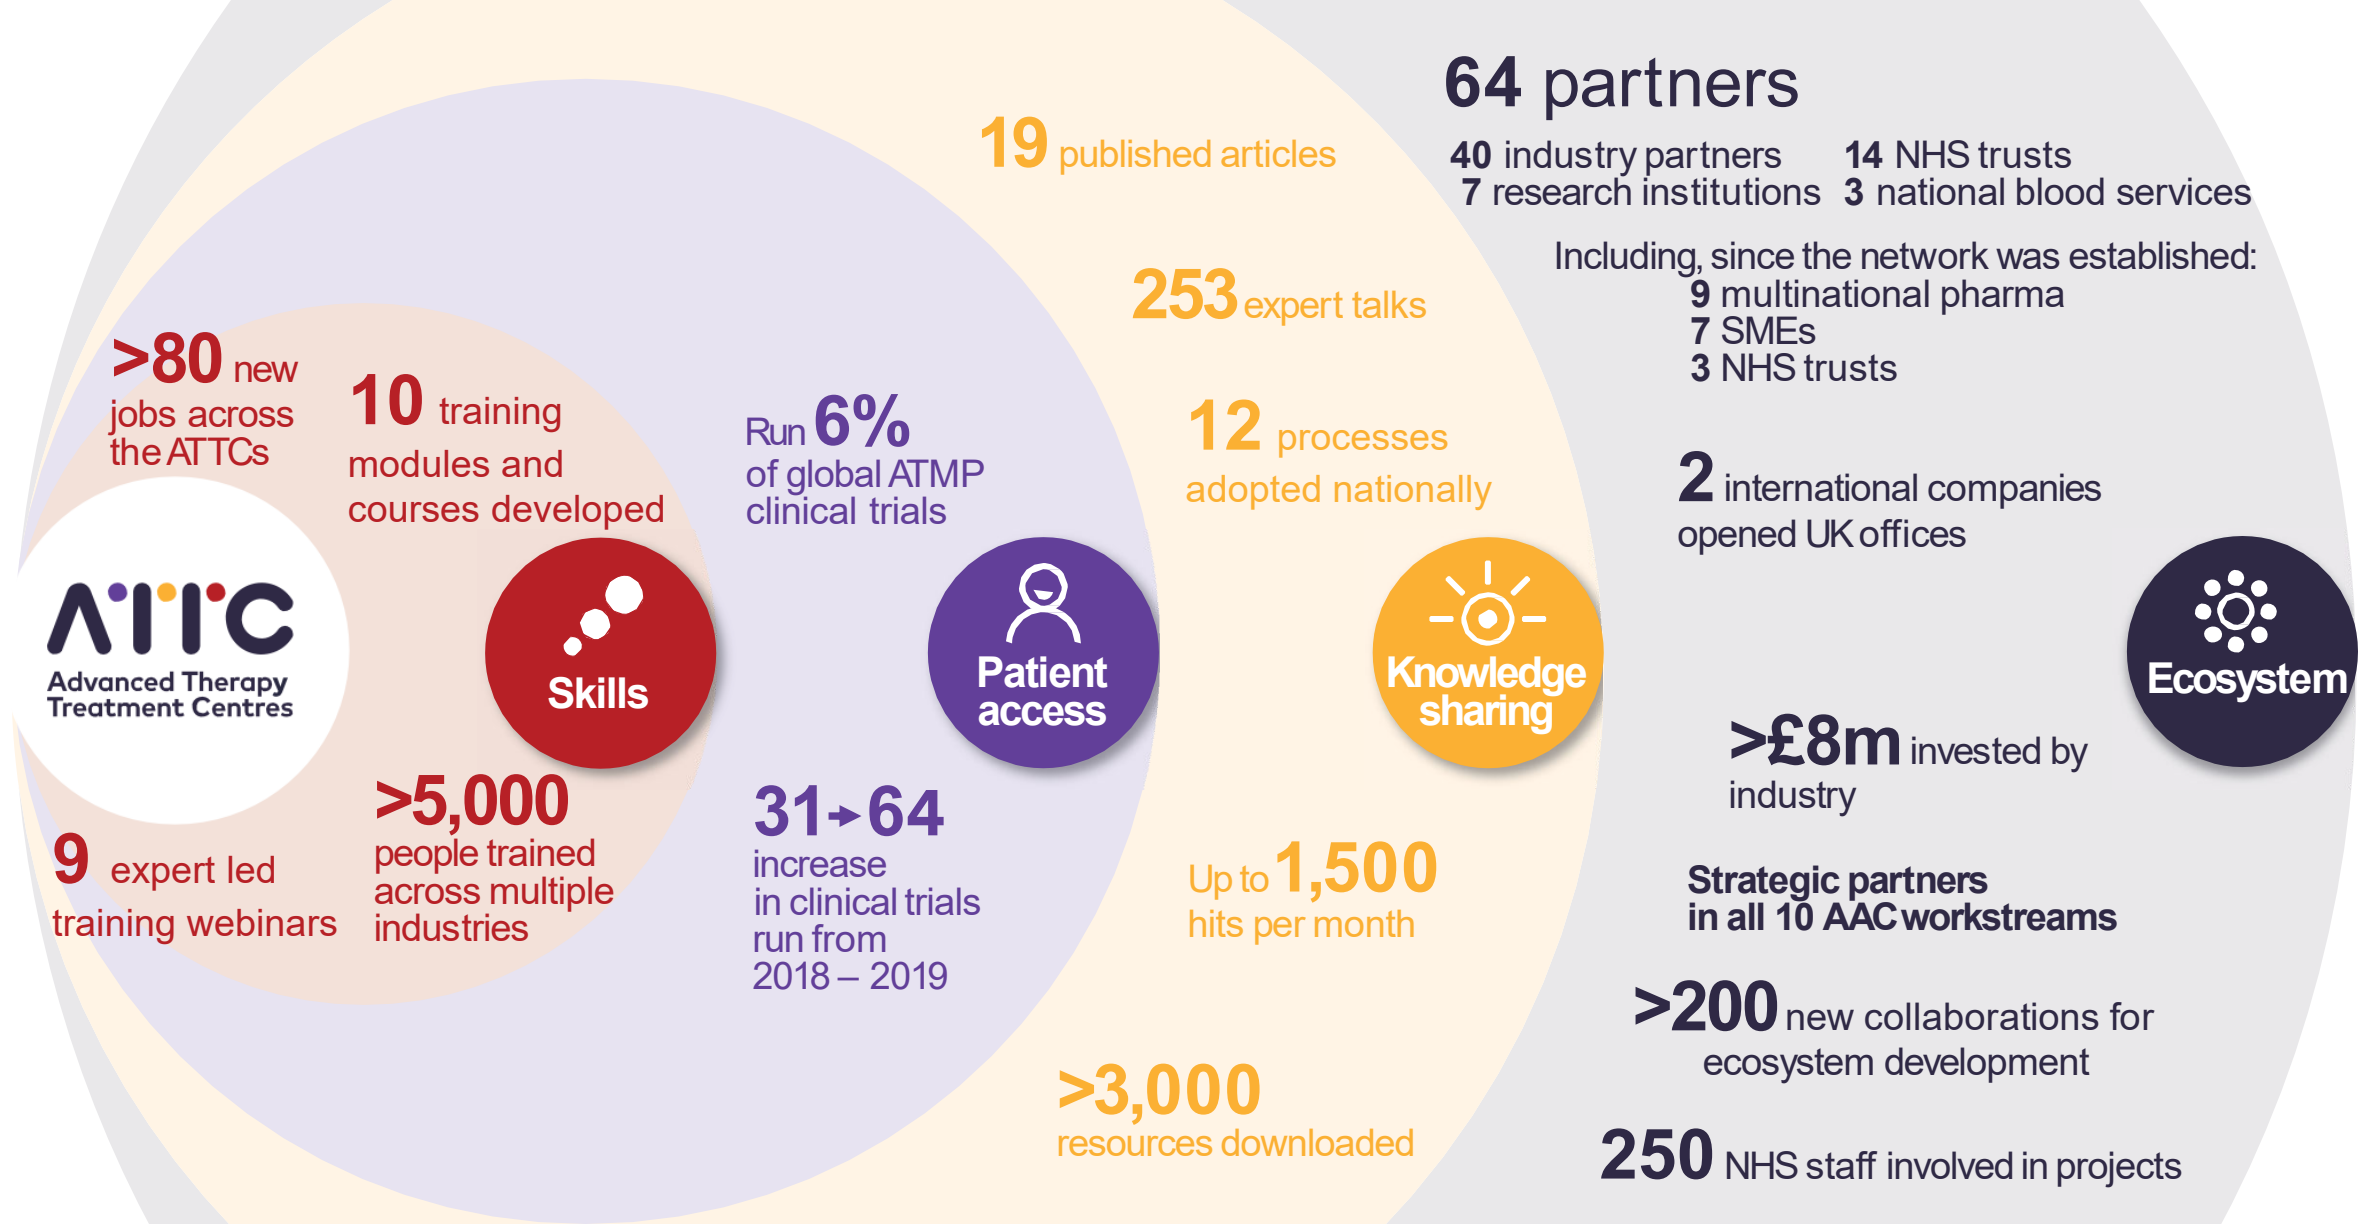 ATTC
Advanced Therapy
Treatment Centres
>80 new
jobs across
the ATTCs
10 training
modules and
courses developed
Skills
9 expert led
training webinars
>5,000
people trained
across multiple
industries
Run 6%
of global ATMP
clinical trials
Patient
access
31➛64
increase
in clinical trials
run from
2018 – 2019
19 published articles
253 expert talks
12 processes
adopted nationally
Knowledge
sharing
Up to 1,500
hits per month
>3,000
resources downloaded
64 partners
40 industry partners 14 NHS trusts
7 research institutions 3 national blood services
Including, since the network was established:
9 multinational pharma
7 SMEs
3 NHS trusts
2 international companies
opened UK offices
Ecosystem
>£8m invested by
industry
Strategic partners
in all 10 AAC workstreams
>200 new collaborations for
ecosystem development
250 NHS staff involved in projects